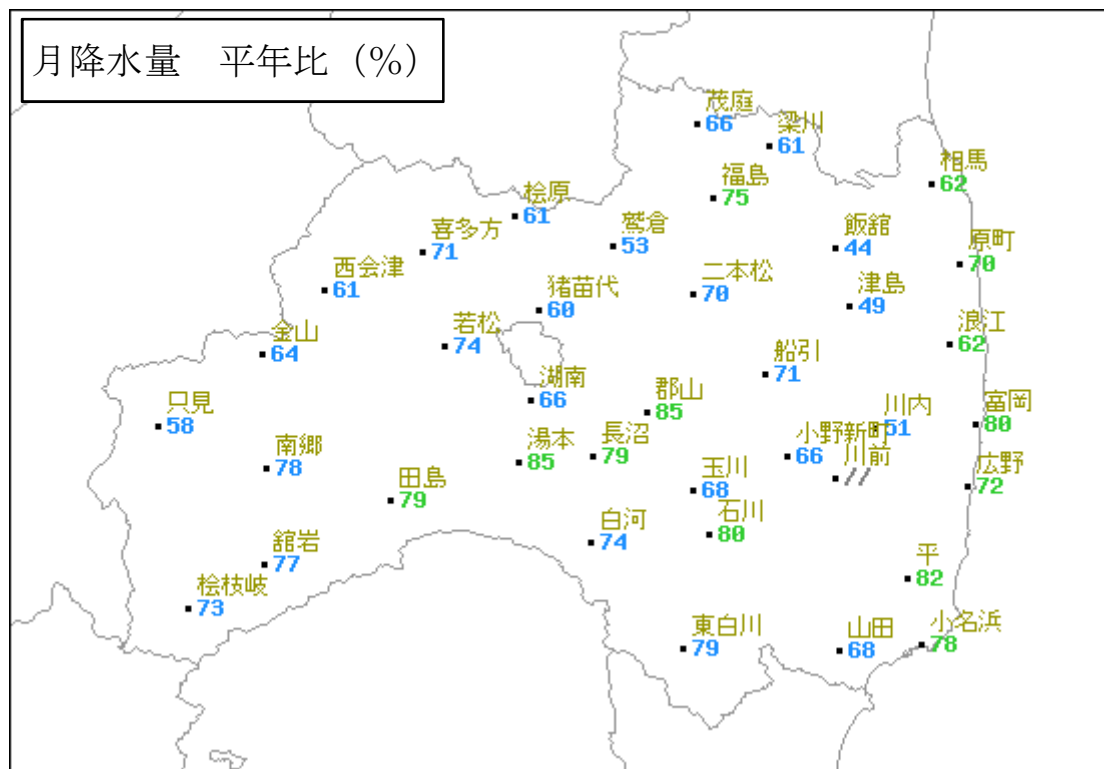 月降水量　平年比（%）
茂庭
66
梁川
61
相馬
62
福島
75
桧原
61
鷲倉
53
飯舘
44
喜多方
71
原町
70
西会津
61
猪苗代
60
二本松
70
津島
49
金山
64
若松
74
浪江
62
船引
71
湖南
66
郡山
85
只見
58
川内
51
富岡
80
南郷
78
湯本
85
長沼
79
小野新町
66
川前
//
広野
72
田島
79
玉川
68
石川
80
白河
74
舘岩
77
平
82
桧枝岐
73
東白川
79
山田
68
小名浜
78